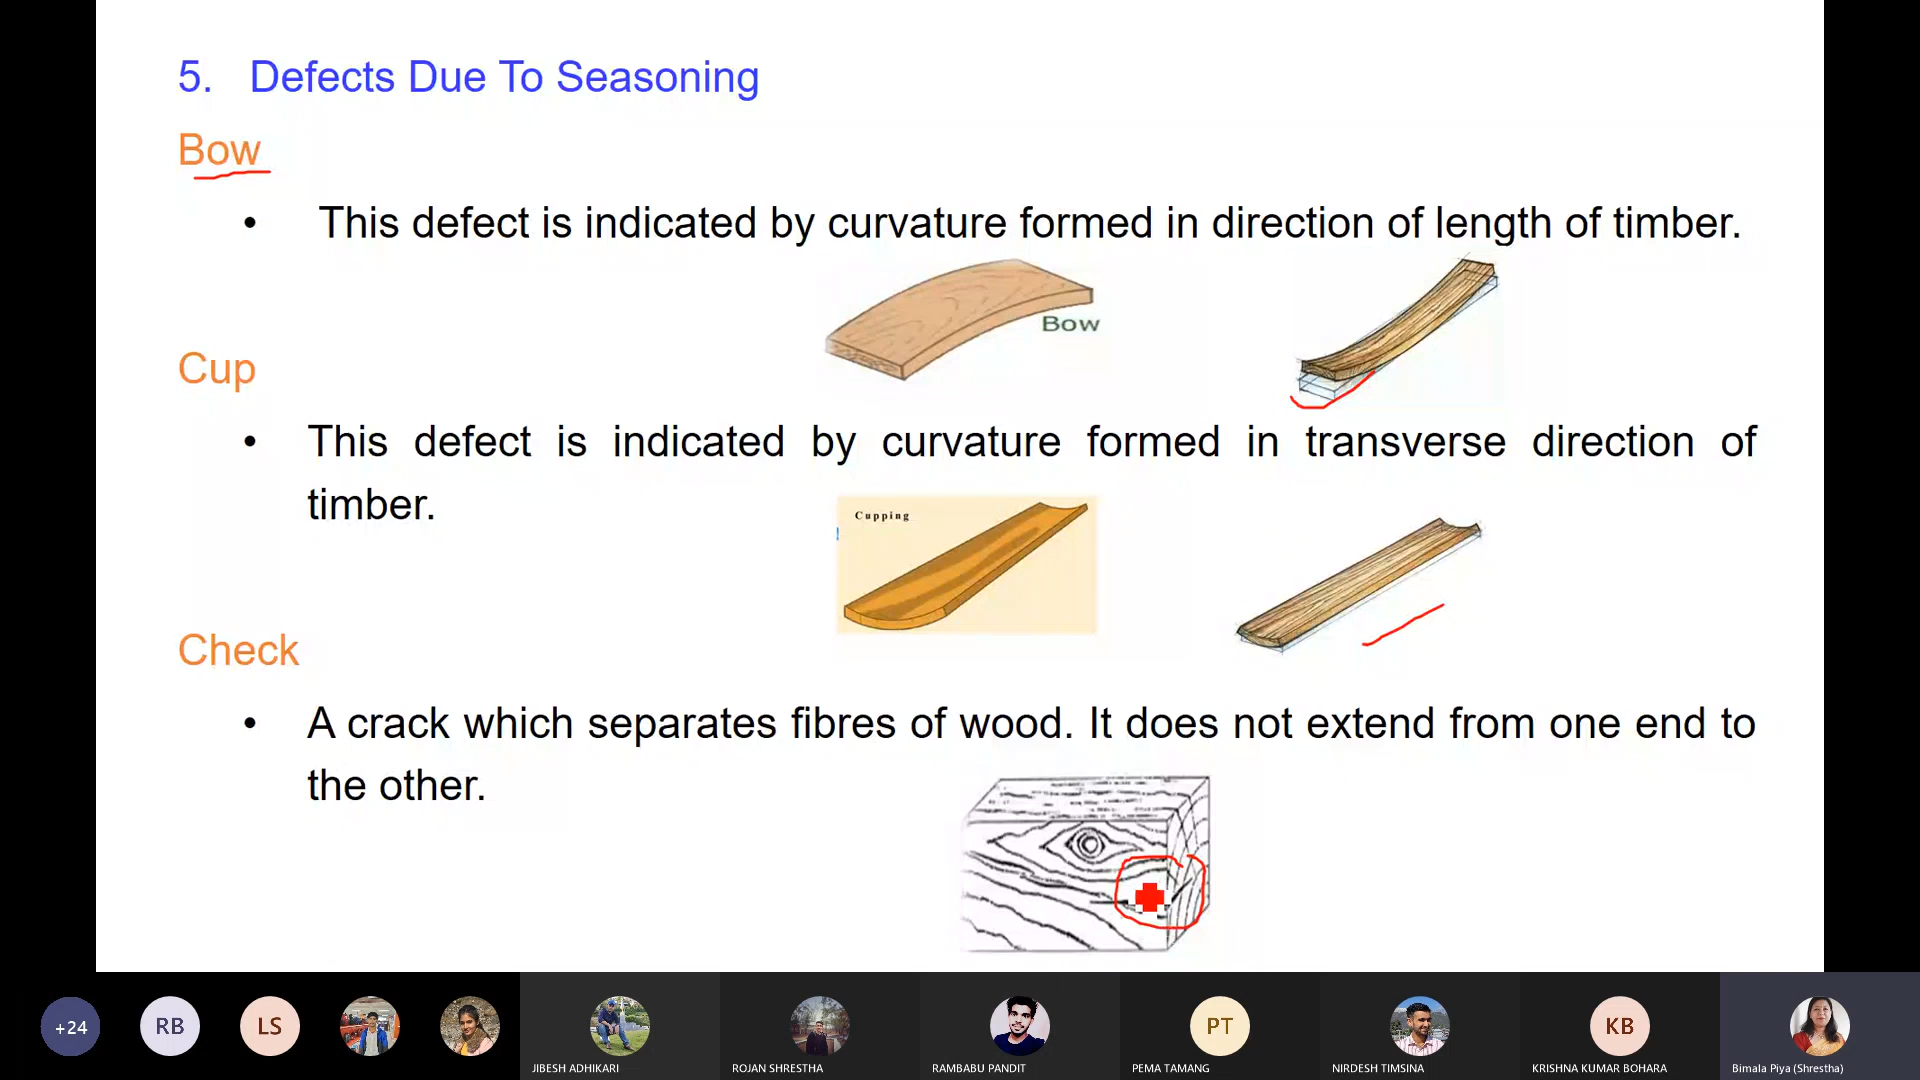 5. Defects Due To Seasoning
Bow
• This defect is indicated by curvature formed in direction of length of timber.
Bow
Cup
• This defect is indicated by curvature formed in transverse direction of
timber.
Cupping
Check
• A crack which separates fibres of wood. It does not extend from one end to
the other.
+24
RB
LS
PT
KB
JIBESH ADHIKARI
ROJAN SHRESTHA
RAMBABU PANDIT
PEMA TAMANG
NIRDESH TIMSINA
KRISHNA KUMAR BOHARA
Bimala Piya (Shrestha)